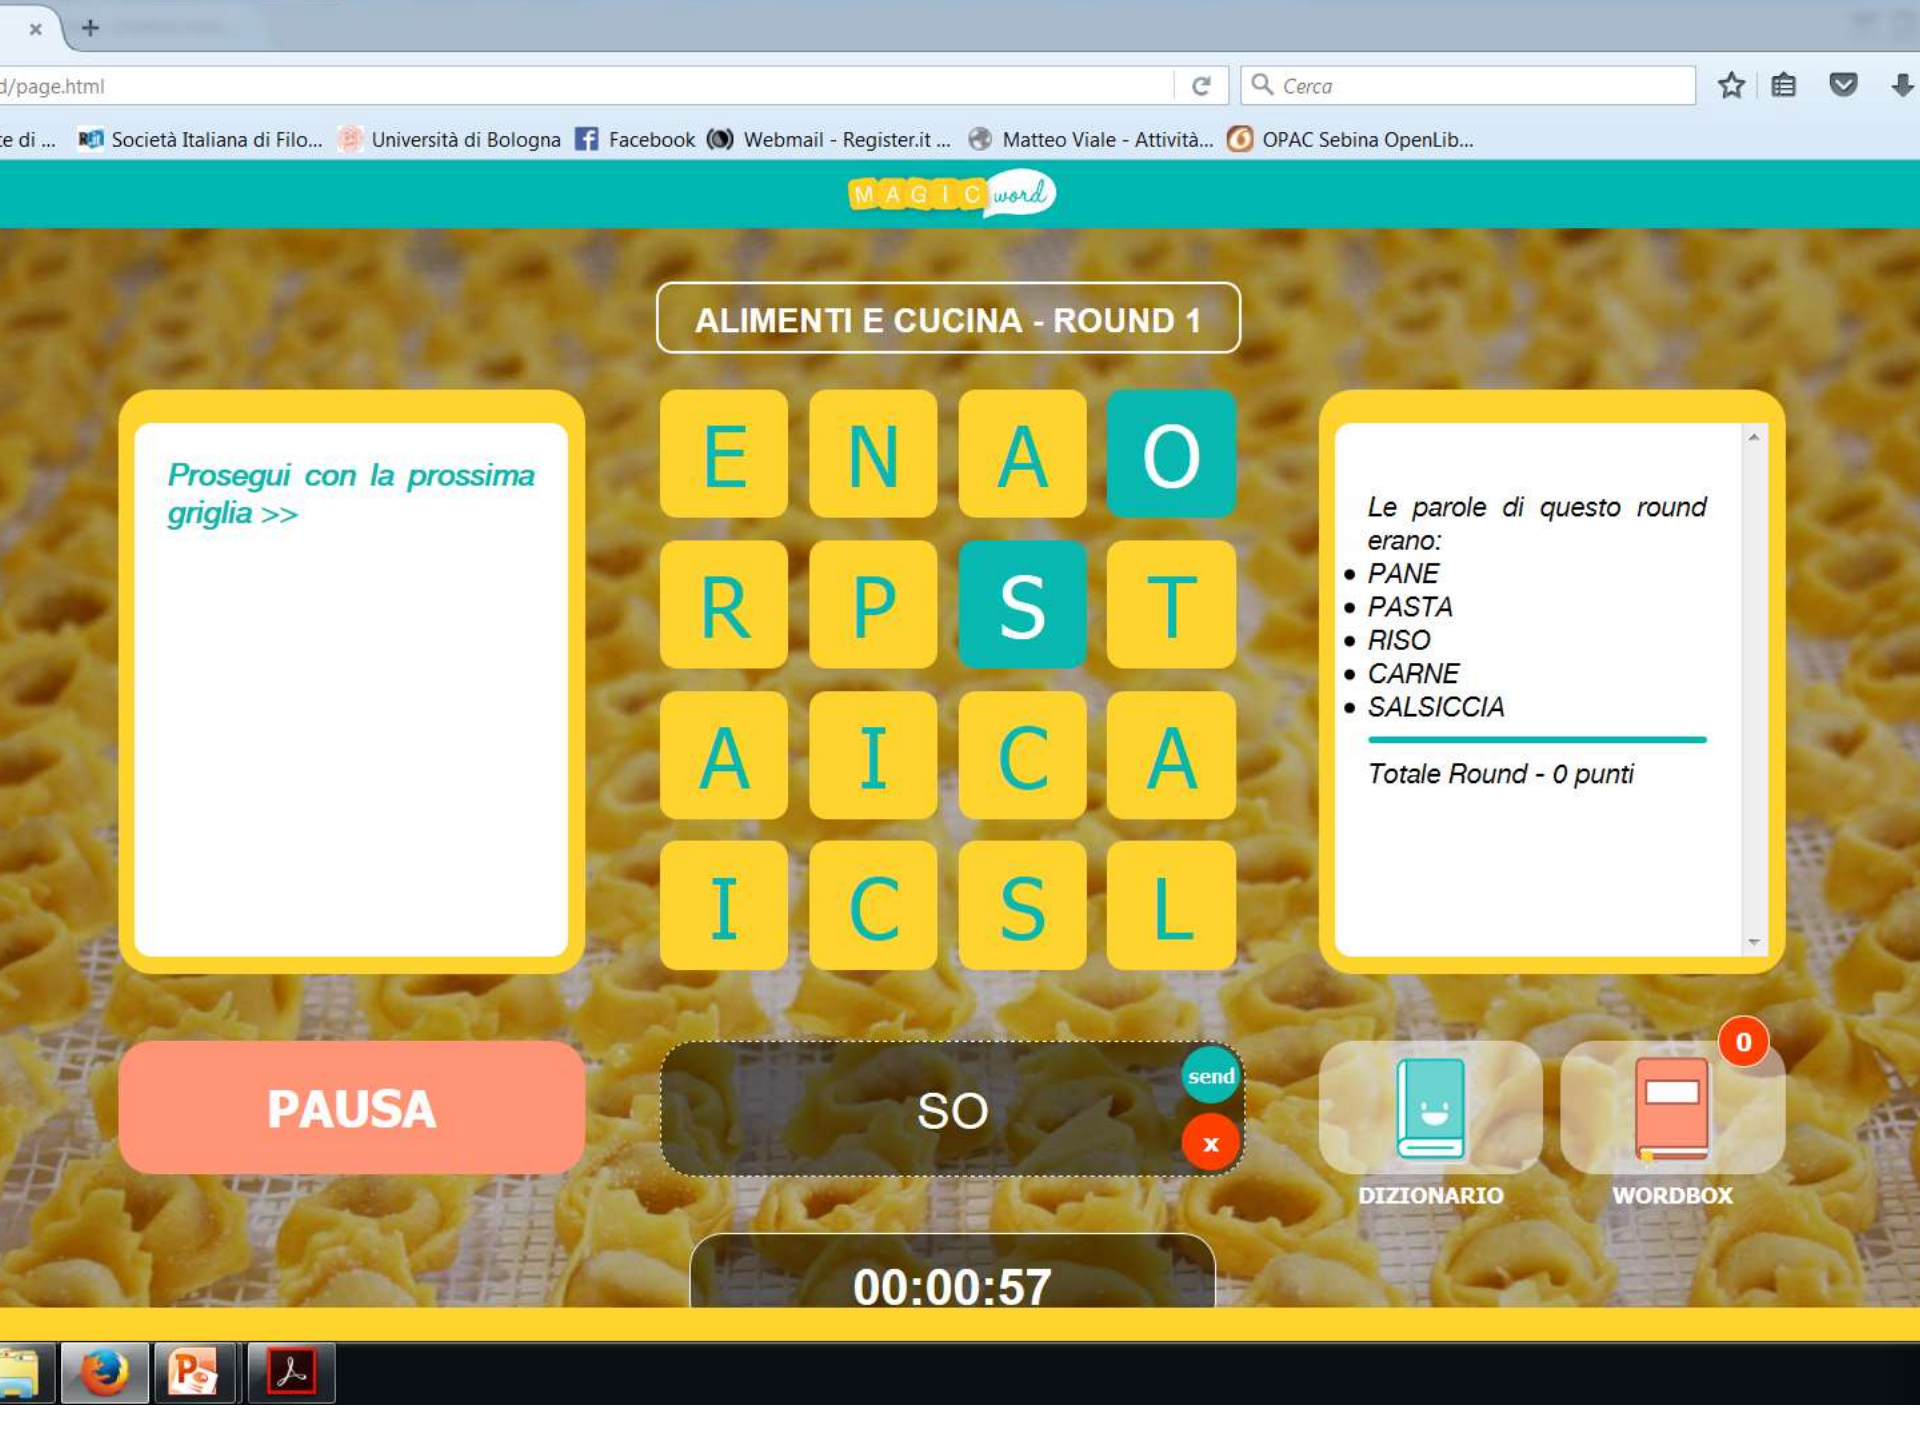 d/page.html
Cerca
te di ... Società Italiana di Filo... Università di Bologna Facebook Webmail - Register.it ... Matteo Viale - Attività... OPAC Sebina OpenLib...
MAGIC word
ALIMENTI E CUCINA - ROUND 1
Prosegui con la prossima
griglia >>
E N A O
R P S T
A I C A
I C S L
Le parole di questo round
erano:
• PANE
• PASTA
• RISO
• CARNE
• SALSICCIA
Totale Round - 0 punti
PAUSA
SO
send
x
0
DIZIONARIO
WORDBOX
00:00:57